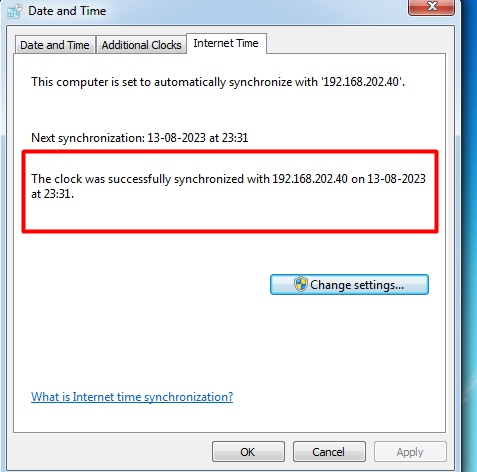 Date and Time
Date and Time Additional Clocks Internet Time
This computer is set to automatically synchronize with '192.168.202.40'.
Next synchronization: 13-08-2023 at 23:31
The clock was successfully synchronized with 192.168.202.40 on 13-08-2023
at 23:31.
Change settings...
What is Internet time synchronization?
OK Cancel Apply